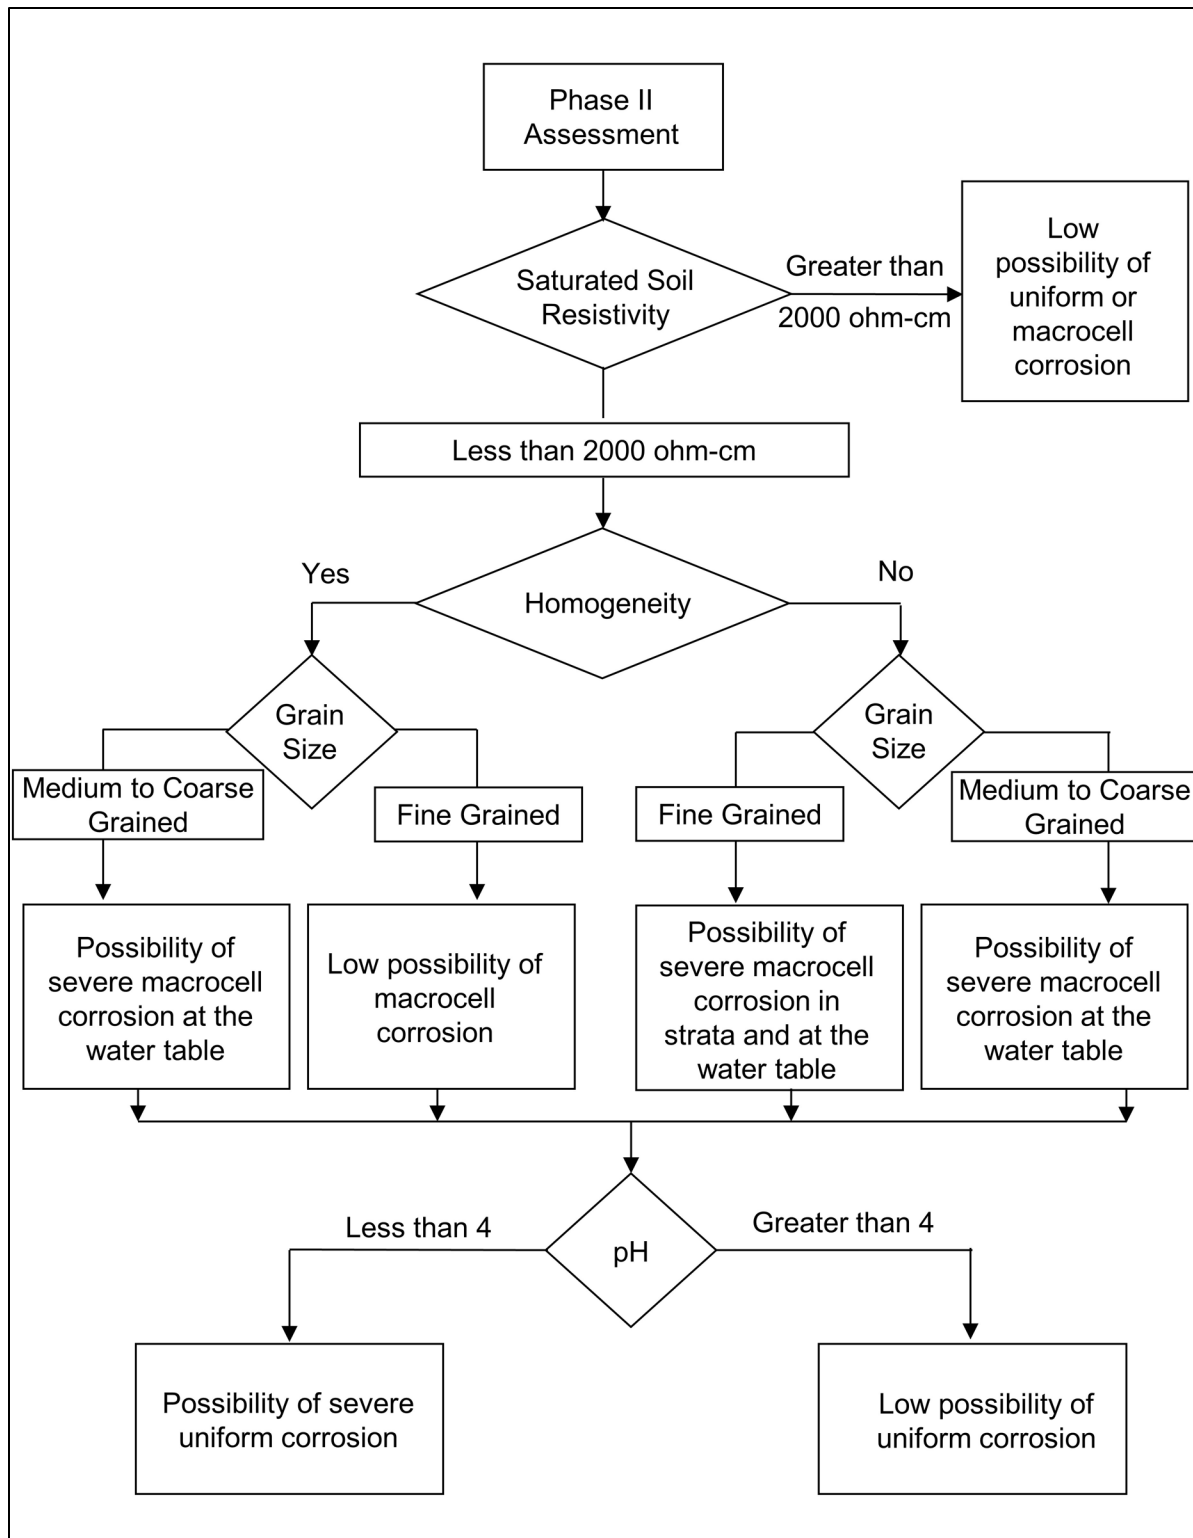 Phase II
Assessment
Saturated Soil
Resistivity
Greater than
2000 ohm-cm
Low
possibility of
uniform or
macrocell
corrosion
Less than 2000 ohm-cm
Homogeneity
Yes
No
Grain
Size
Grain
Size
Medium to Coarse
Grained
Fine Grained
Fine Grained
Medium to Coarse
Grained
Possibility of
severe macrocell
corrosion at the
water table
Low possibility of
macrocell
corrosion
Possibility of
severe macrocell
corrosion in
strata and at the
water table
Possibility of
severe macrocell
corrosion at the
water table
pH
Less than 4
Greater than 4
Possibility of severe
uniform corrosion
Low possibility of
uniform corrosion